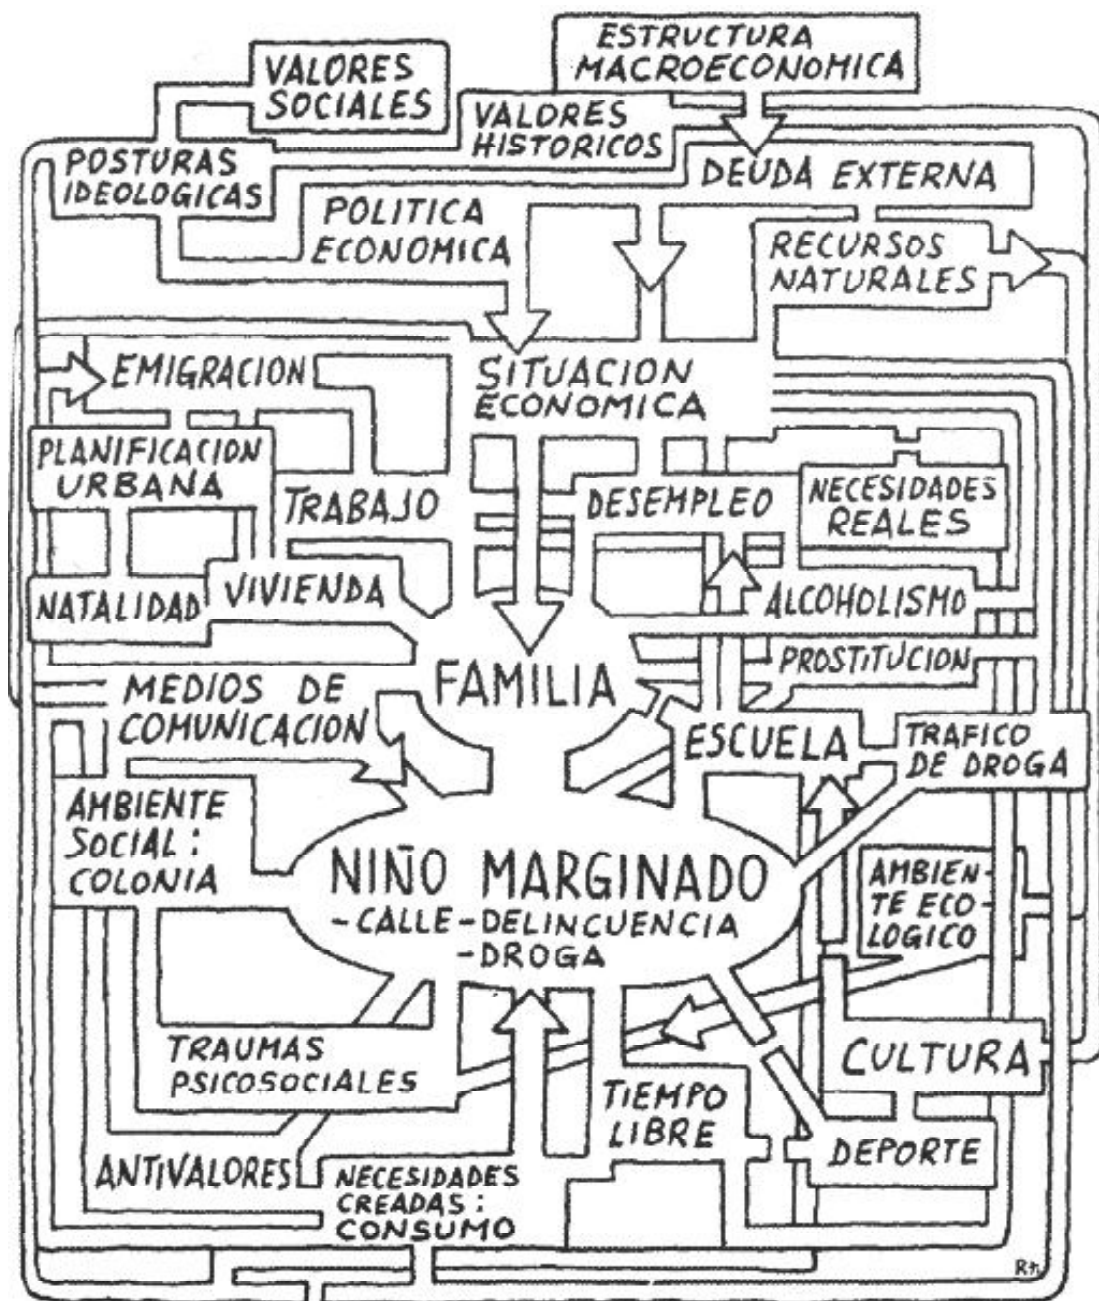 ESTRUCTURA
MACROECONOMICA
VALORES
SOCIALES
VALORES
HISTORICOS
POSTURAS
IDEOLOGICAS
DEUDA EXTERNA
POLITICA
ECONOMICA
RECURSOS
NATURALES
EMIGRACION
SITUACION
ECONOMICA
PLANIFICACION
URBANA
TRABAJO
DESEMPLEO
NECESIDADES
REALES
NATALIDAD
VIVIENDA
ALCOHOLISMO
FAMILIA
PROSTITUCION
MEDIOS DE
COMUNICACION
ESCUELA
TRAFICO
DE DROGA
AMBIENTE
SOCIAL:
COLONIA
NIÑO MARGINADO
-CALLE-DELINCUENCIA
-DROGA
AMBIEN-
TE ECO-
LOGICO
TRAUMAS
PSICOSOCIALES
CULTURA
TIEMPO
LIBRE
DEPORTE
ANTIVALORES
NECESIDADES
CREADAS:
CONSUMO